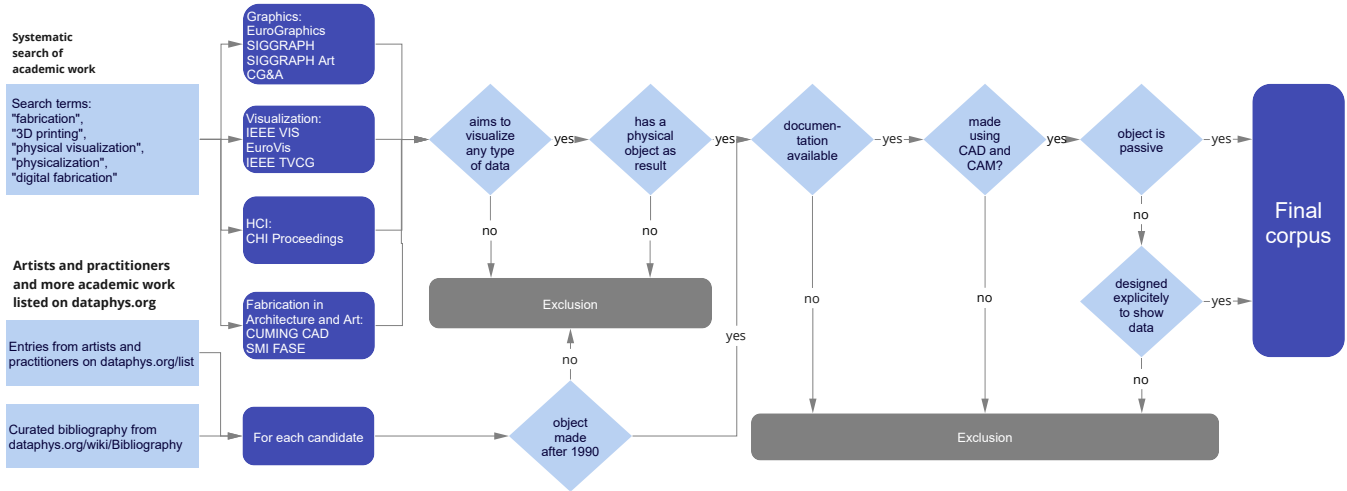 Systematic
search of
academic work
Search terms:
"fabrication",
"3D printing",
"physical visualization",
"physicalization",
"digital fabrication"
Graphics:
EuroGraphics
SIGGRAPH
SIGGRAPH Art
CG&A
Visualization:
IEEE VIS
EuroVis
IEEE TVCG
HCI:
CHI Proceedings
Fabrication in
Architecture and Art:
CUMING CAD
SMI FASE
aims to
visualize
any type
of data
yes
no
has a
physical
object as
result
yes
no
Exclusion
documen-
tation
available
yes
no
made
using
CAD and
CAM?
yes
no
object is
passive
yes
no
designed
explicitely
to show
data
yes
no
Final
corpus
Artists and practitioners
and more academic work
listed on dataphys.org
Entries from artists and
practitioners on dataphys.org/list
Curated bibliography from
dataphys.org/wiki/Bibliography
For each candidate
object
made
after 1990
no
yes
Exclusion